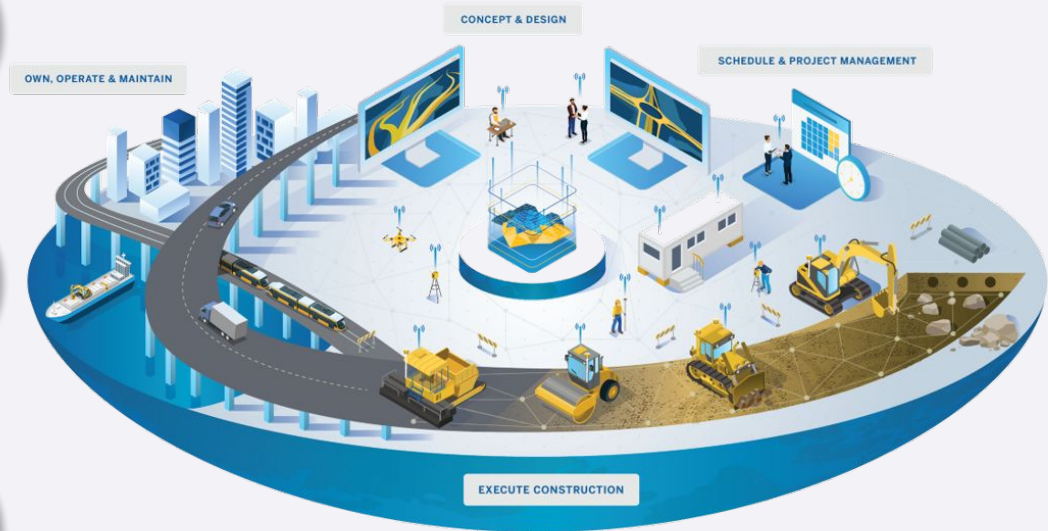 CONCEPT & DESIGN
OWN, OPERATE & MAINTAIN
SCHEDULE & PROJECT MANAGEMENT
EXECUTE CONSTRUCTION